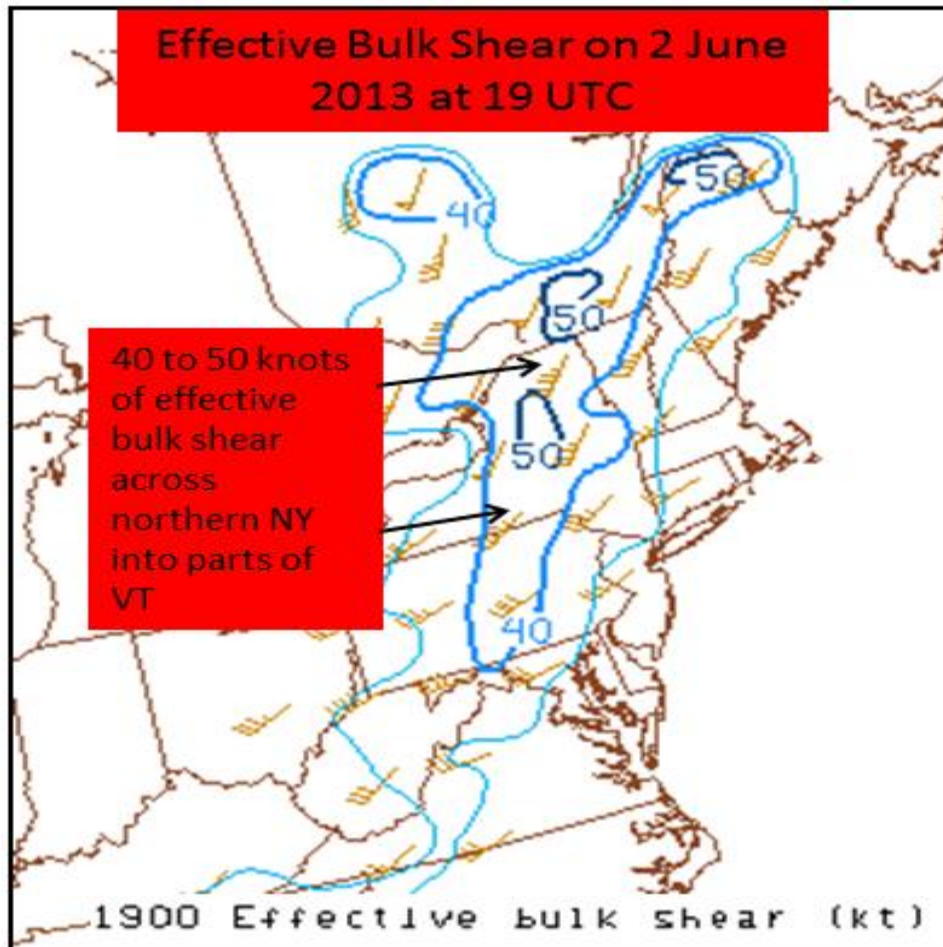 Effective Bulk Shear on 2 June
2013 at 19 UTC
50
40
50
40 to 50 knots
of effective
bulk shear
across
northern NY
into parts of
VT
50
40
1900 Effective bulk shear (kt)